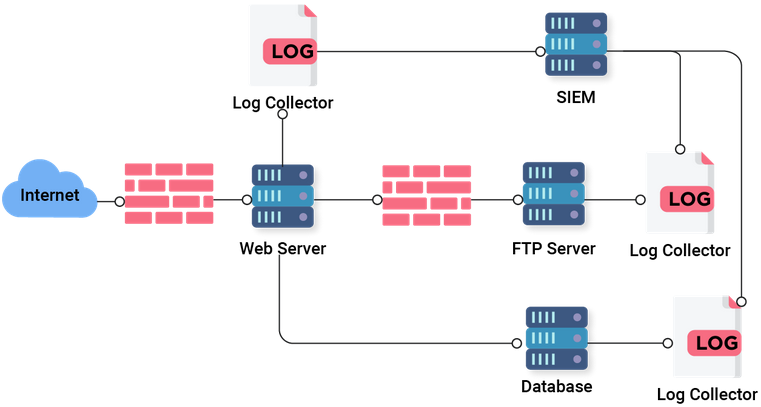 LOG
Log Collector
SIEM
Internet
Web Server
FTP Server
LOG
Log Collector
Database
LOG
Log Collector